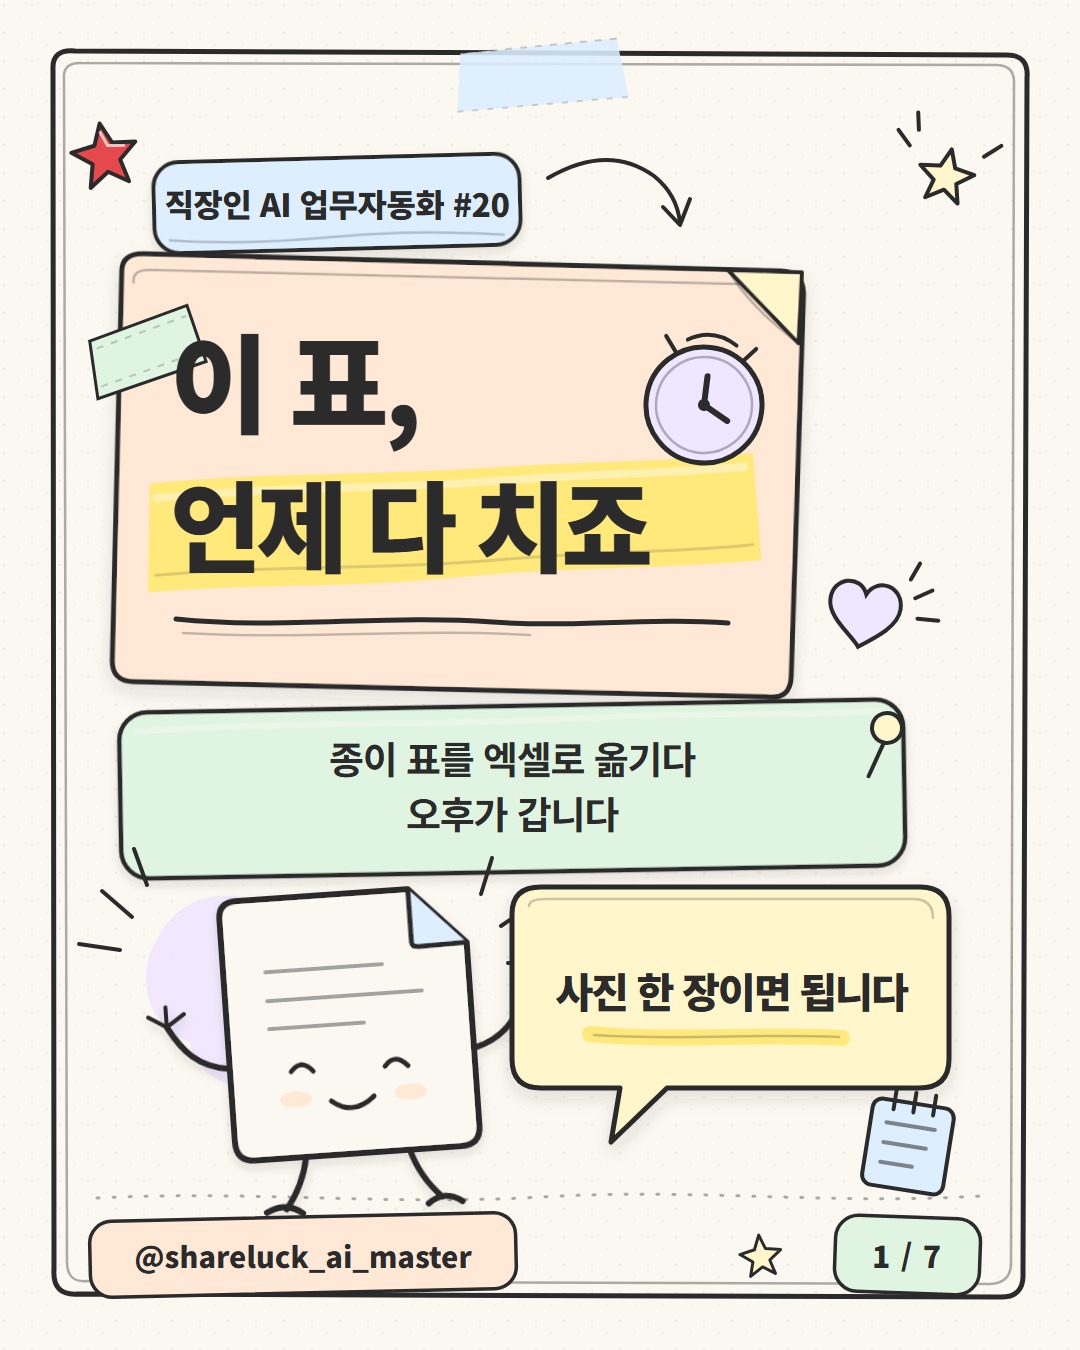 직장인 AI 업무자동화 #20
이 표,
언제 다 치죠
종이 표를 엑셀로 옮기다
오후가 갑니다
사진 한 장이면 됩니다
@shareluck_ai_master
1 / 7